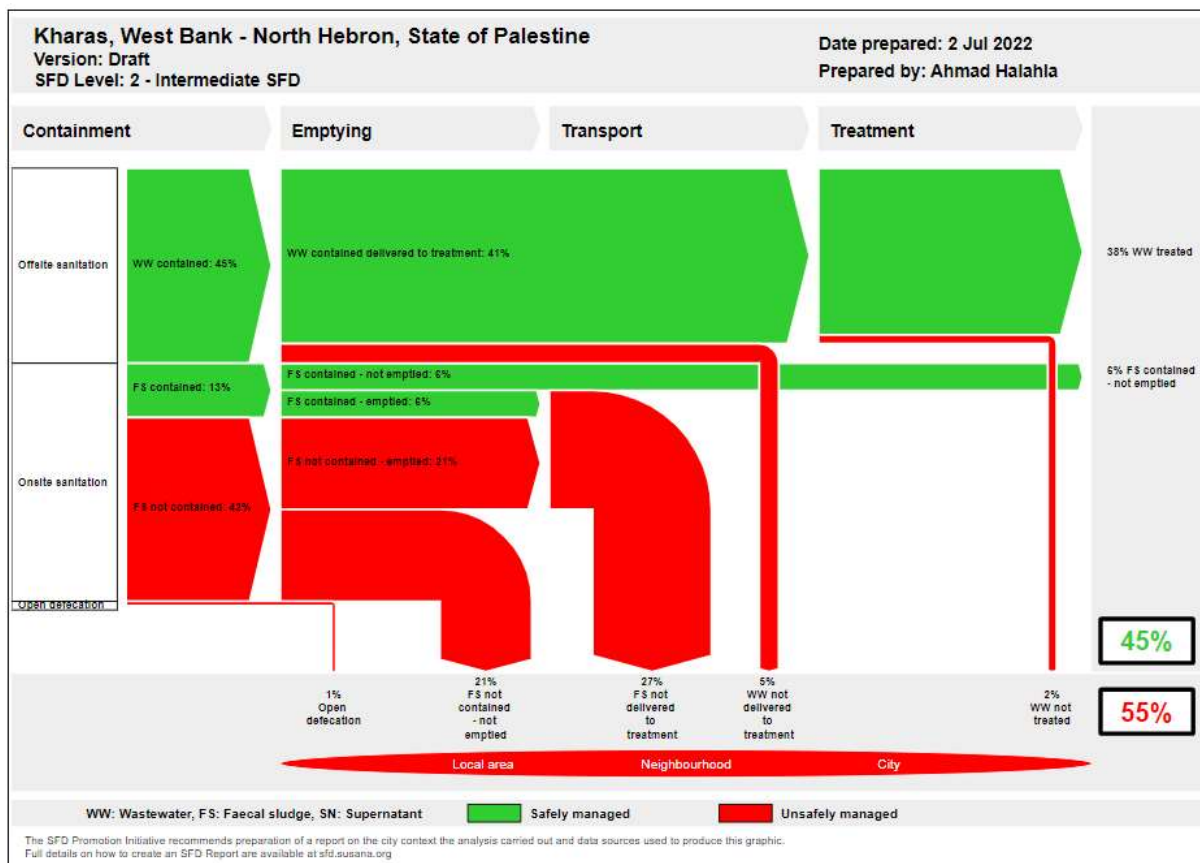 Kharas, West Bank - North Hebron, State of Palestine
Version: Draft
SFD Level: 2 - Intermediate SFD
Date prepared: 2 Jul 2022
Prepared by: Ahmad Halahla
Containment
Emptying
Transport
Treatment
Offsite sanitation
WW contained: 45%
WW contained delivered to treatment: 41%
38% WW treated
FS contained: 13%
FS contained - not emptied: 6%
6% FS contained
- not emptied
FS contained - emptied: 6%
Onsite sanitation
FS not contained: 43%
FS not contained - emptied: 21%
Open defecation
45%
1%
Open
defecation
21%
FS not
contained
- not
emptied
27%
FS not
delivered
to
treatment
5%
WW not
delivered
to
treatment
2%
WW not
treated
55%
Local area
Neighbourhood
City
WW: Wastewater, FS: Faecal sludge, SN: Supernatant
Safely managed
Unsafely managed
The SFD Promotion Initiative recommends preparation of a report on the city context the analysis carried out and data sources used to produce this graphic.
Full details on how to create an SFD Report are available at sfd.susana.org